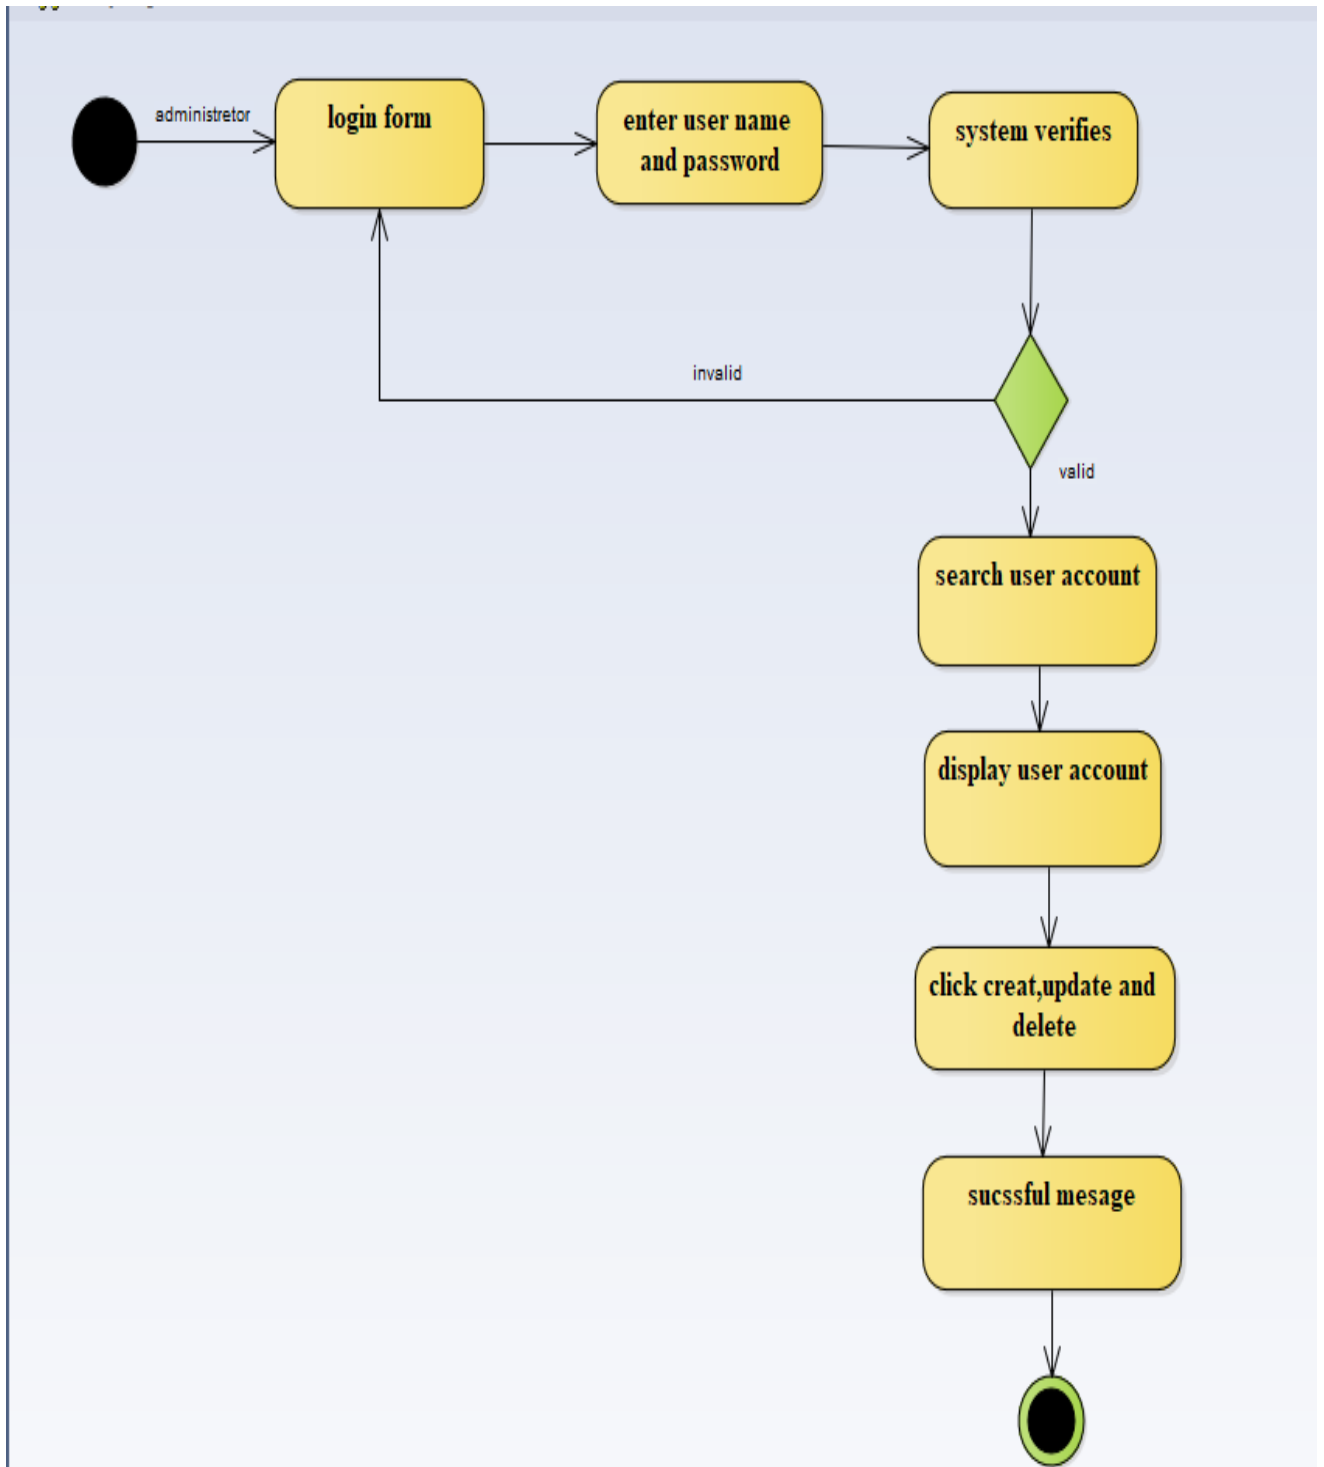 administretor
login form
enter user name
and password
system verifies
invalid
valid
search user account
display user account
click creat,update and
delete
sucssful mesage